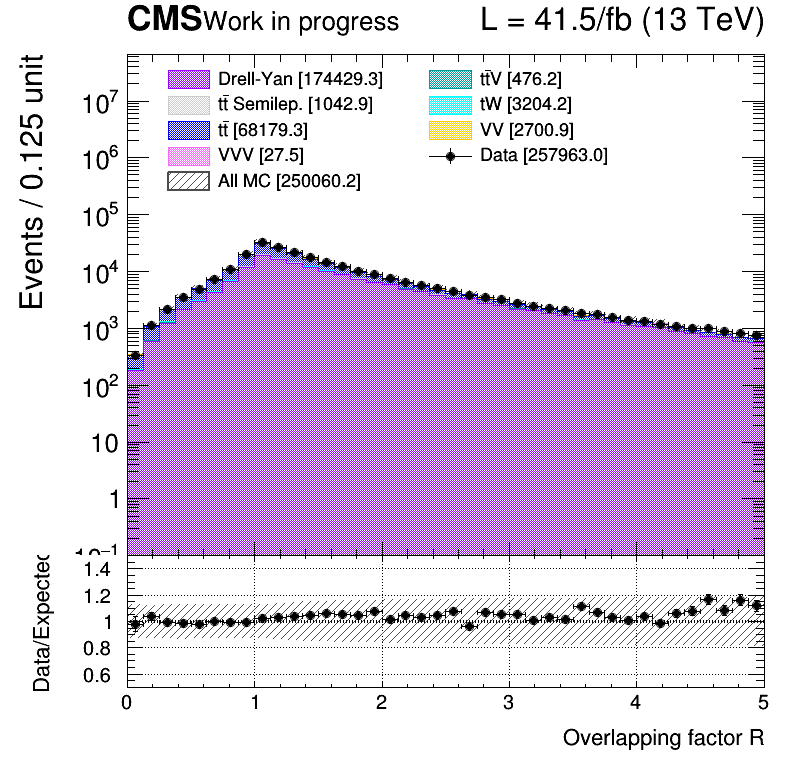 CMS Work in progress L = 41.5/fb (13 TeV)
Events / 0.125 unit
Drell-Yan [174429.3]
tt̄ Semilep. [1042.9]
tt̄ [68179.3]
VVV [27.5]
All MC [250060.2]
tt̄V [476.2]
tW [3204.2]
VV [2700.9]
Data [257963.0]
10⁷
10⁶
10⁵
10⁴
10³
10²
10
1
10⁻¹
Data/Expected
1.4
1.2
1
0.8
0.6
0 1 2 3 4 5
Overlapping factor R